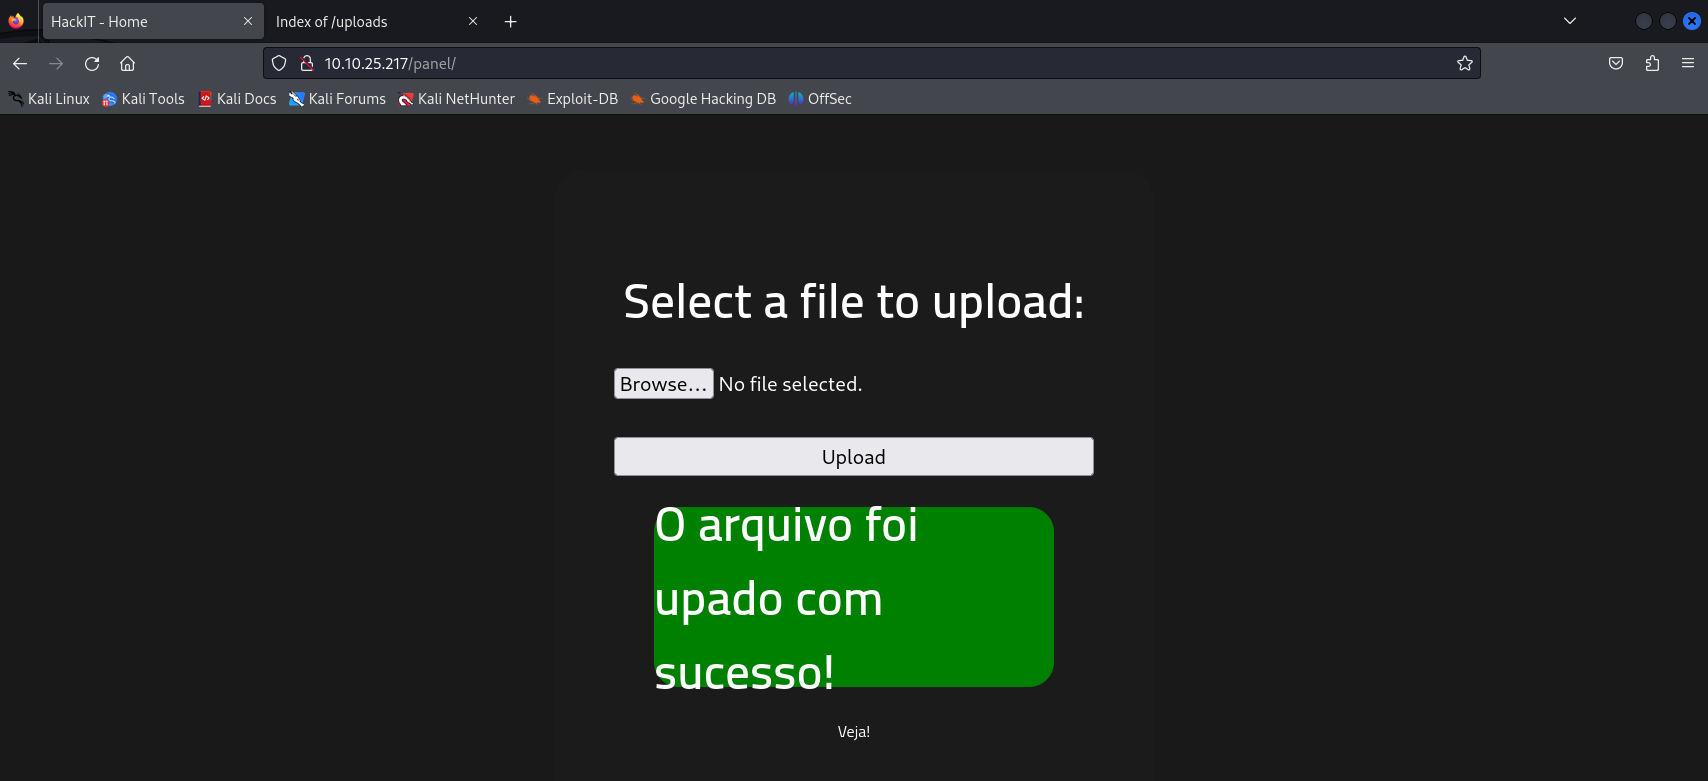 HackIT - Home
Index of /uploads
10.10.25.217/panel/
Kali Linux Kali Tools Kali Docs Kali Forums Kali NetHunter Exploit-DB Google Hacking DB OffSec
Select a file to upload:
Browse... No file selected.
Upload
O arquivo foi
upado com
sucesso!
Veja!